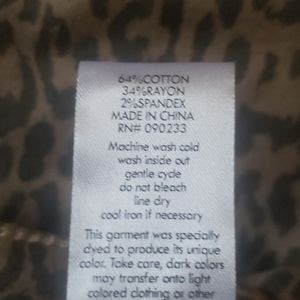 64%COTTON
34%RAYON
2%SPANDEX
MADE IN CHINA
RN# 090233
Machine wash cold
wash inside out
gentle cycle
do not bleach
line dry
cool iron if necessary
This garment was specially
dyed to produce its unique
color. Take care, dark colors
may transfer onto light
colored clothing or other